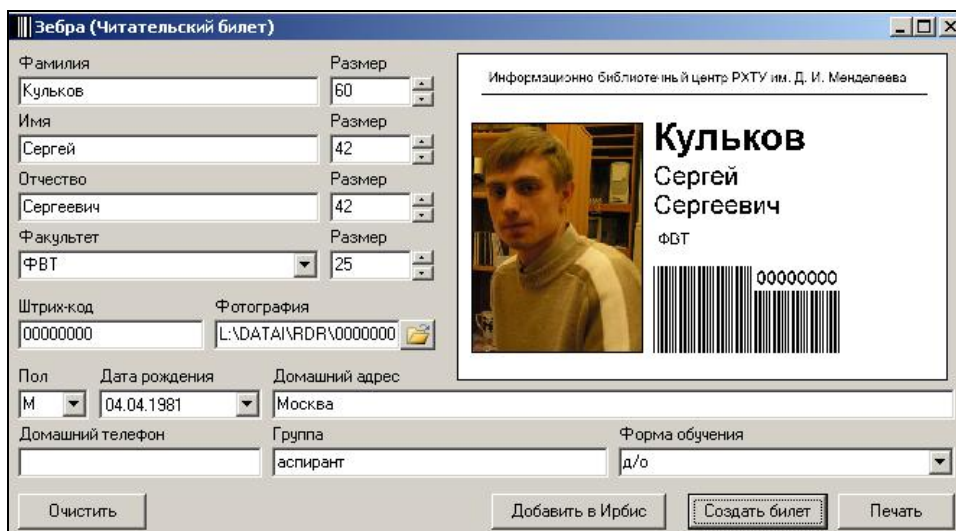 Зебра (Читательский билет)
Фамилия Размер
Кульков 60
Имя Размер
Сергей 42
Отчество Размер
Сергеевич 42
Факультет Размер
ФВТ 25
Штрих-код Фотография
00000000 L:\DATAI\RDR\0000000
Информационно библиотечный центр РХТУ им. Д. И. Менделеева
Кульков
Сергей
Сергеевич
ФВТ
00000000
Пол Дата рождения Домашний адрес
М 04.04.1981 Москва
Домашний телефон Группа Форма обучения
аспирант д/о
Очистить Добавить в Ирбис Создать билет Печать